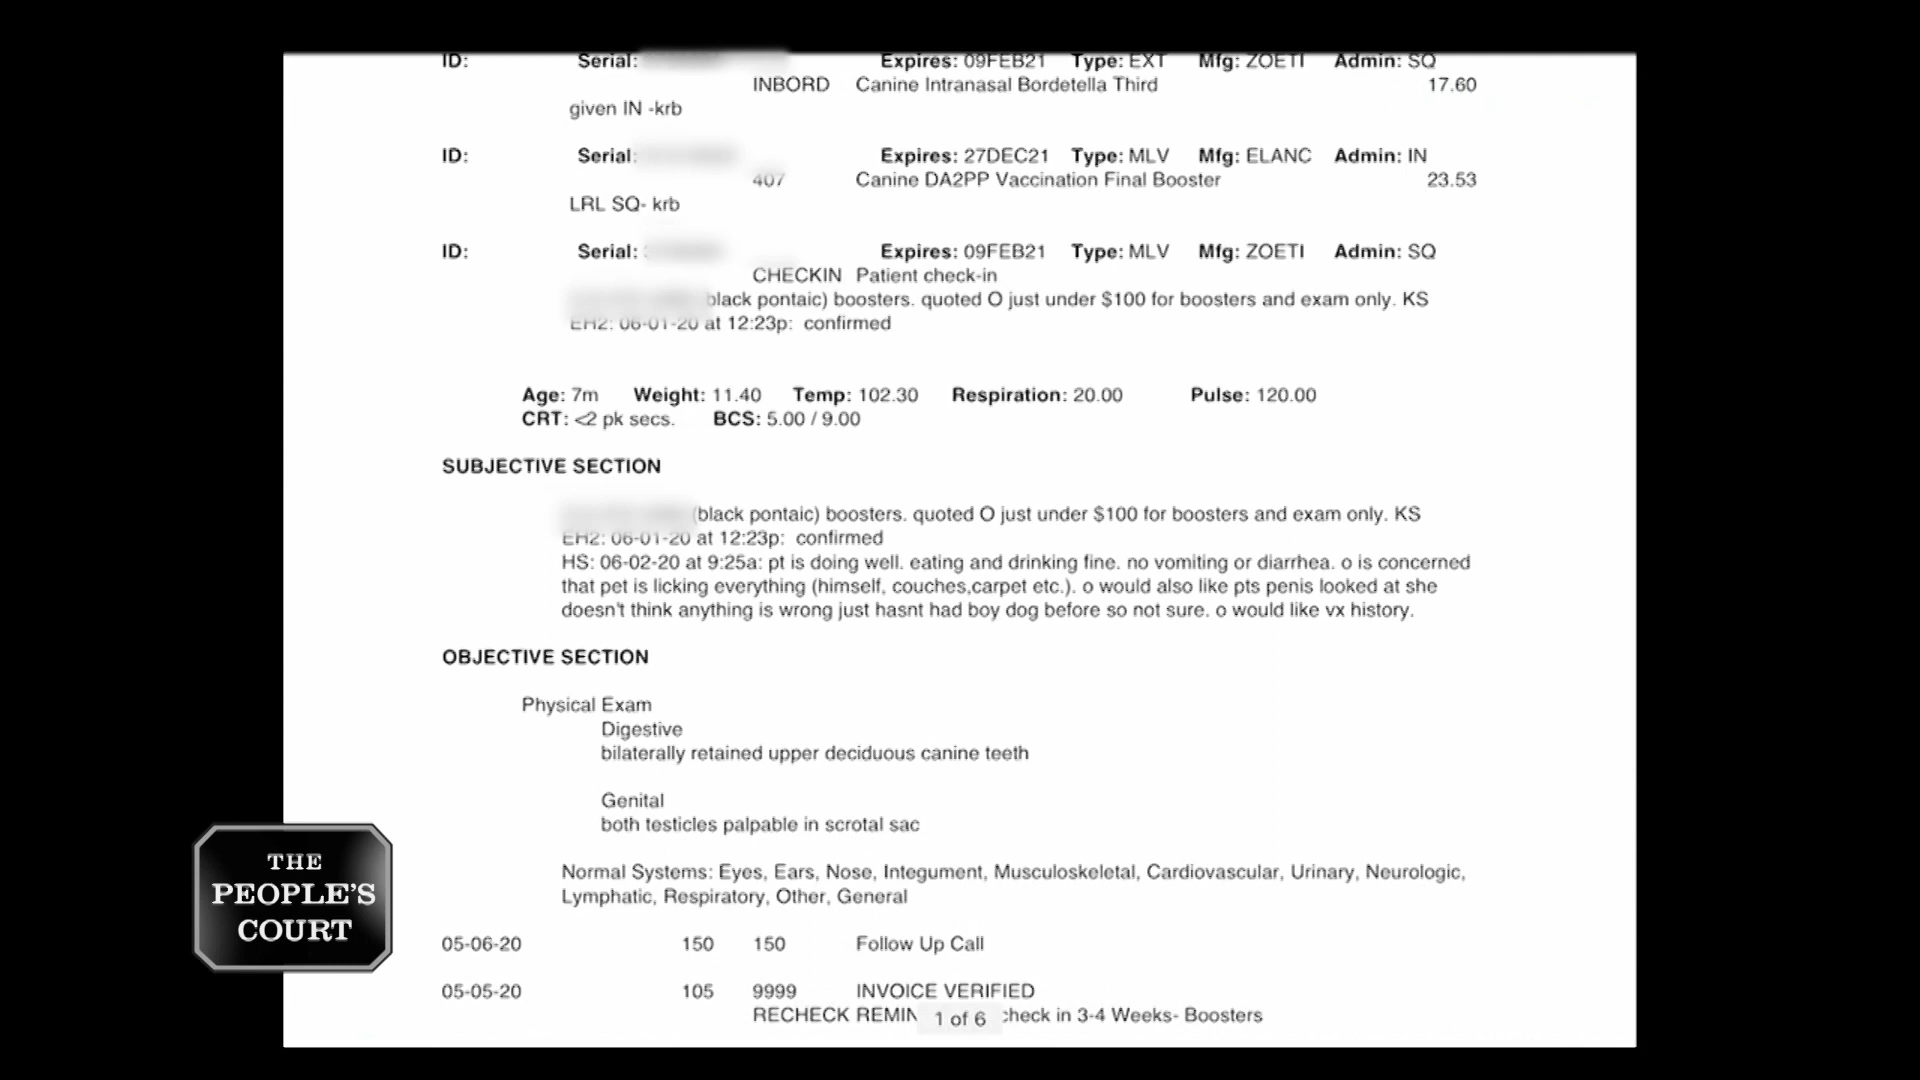 ID: Serial: Expires: 09FEB21 Type: EXT Mfg: ZOETI Admin: SQ
INBORD Canine Intranasal Bordetella Third 17.60
given IN -krb
ID: Serial: Expires: 27DEC21 Type: MLV Mfg: ELANC Admin: IN
407 Canine DA2PP Vaccination Final Booster 23.53
LRL SQ- krb
ID: Serial: Expires: 09FEB21 Type: MLV Mfg: ZOETI Admin: SQ
CHECKIN Patient check-in
black pontaic) boosters. quoted O just under $100 for boosters and exam only. KS
EH2: 06-01-20 at 12:23p: confirmed
Age: 7m Weight: 11.40 Temp: 102.30 Respiration: 20.00 Pulse: 120.00
CRT: <2 pk secs. BCS: 5.00 / 9.00
SUBJECTIVE SECTION
(black pontaic) boosters. quoted O just under $100 for boosters and exam only. KS
EH2: 06-01-20 at 12:23p: confirmed
HS: 06-02-20 at 9:25a: pt is doing well. eating and drinking fine. no vomiting or diarrhea. o is concerned
that pet is licking everything (himself, couches,carpet etc.). o would also like pts penis looked at she
doesn't think anything is wrong just hasnt had boy dog before so not sure. o would like vx history.
OBJECTIVE SECTION
Physical Exam
Digestive
bilaterally retained upper deciduous canine teeth
Genital
both testicles palpable in scrotal sac
Normal Systems: Eyes, Ears, Nose, Integument, Musculoskeletal, Cardiovascular, Urinary, Neurologic,
Lymphatic, Respiratory, Other, General
05-06-20 150 150 Follow Up Call
05-05-20 105 9999 INVOICE VERIFIED
RECHECK REMIN 1 of 6 check in 3-4 Weeks- Boosters
THE
PEOPLE'S
COURT